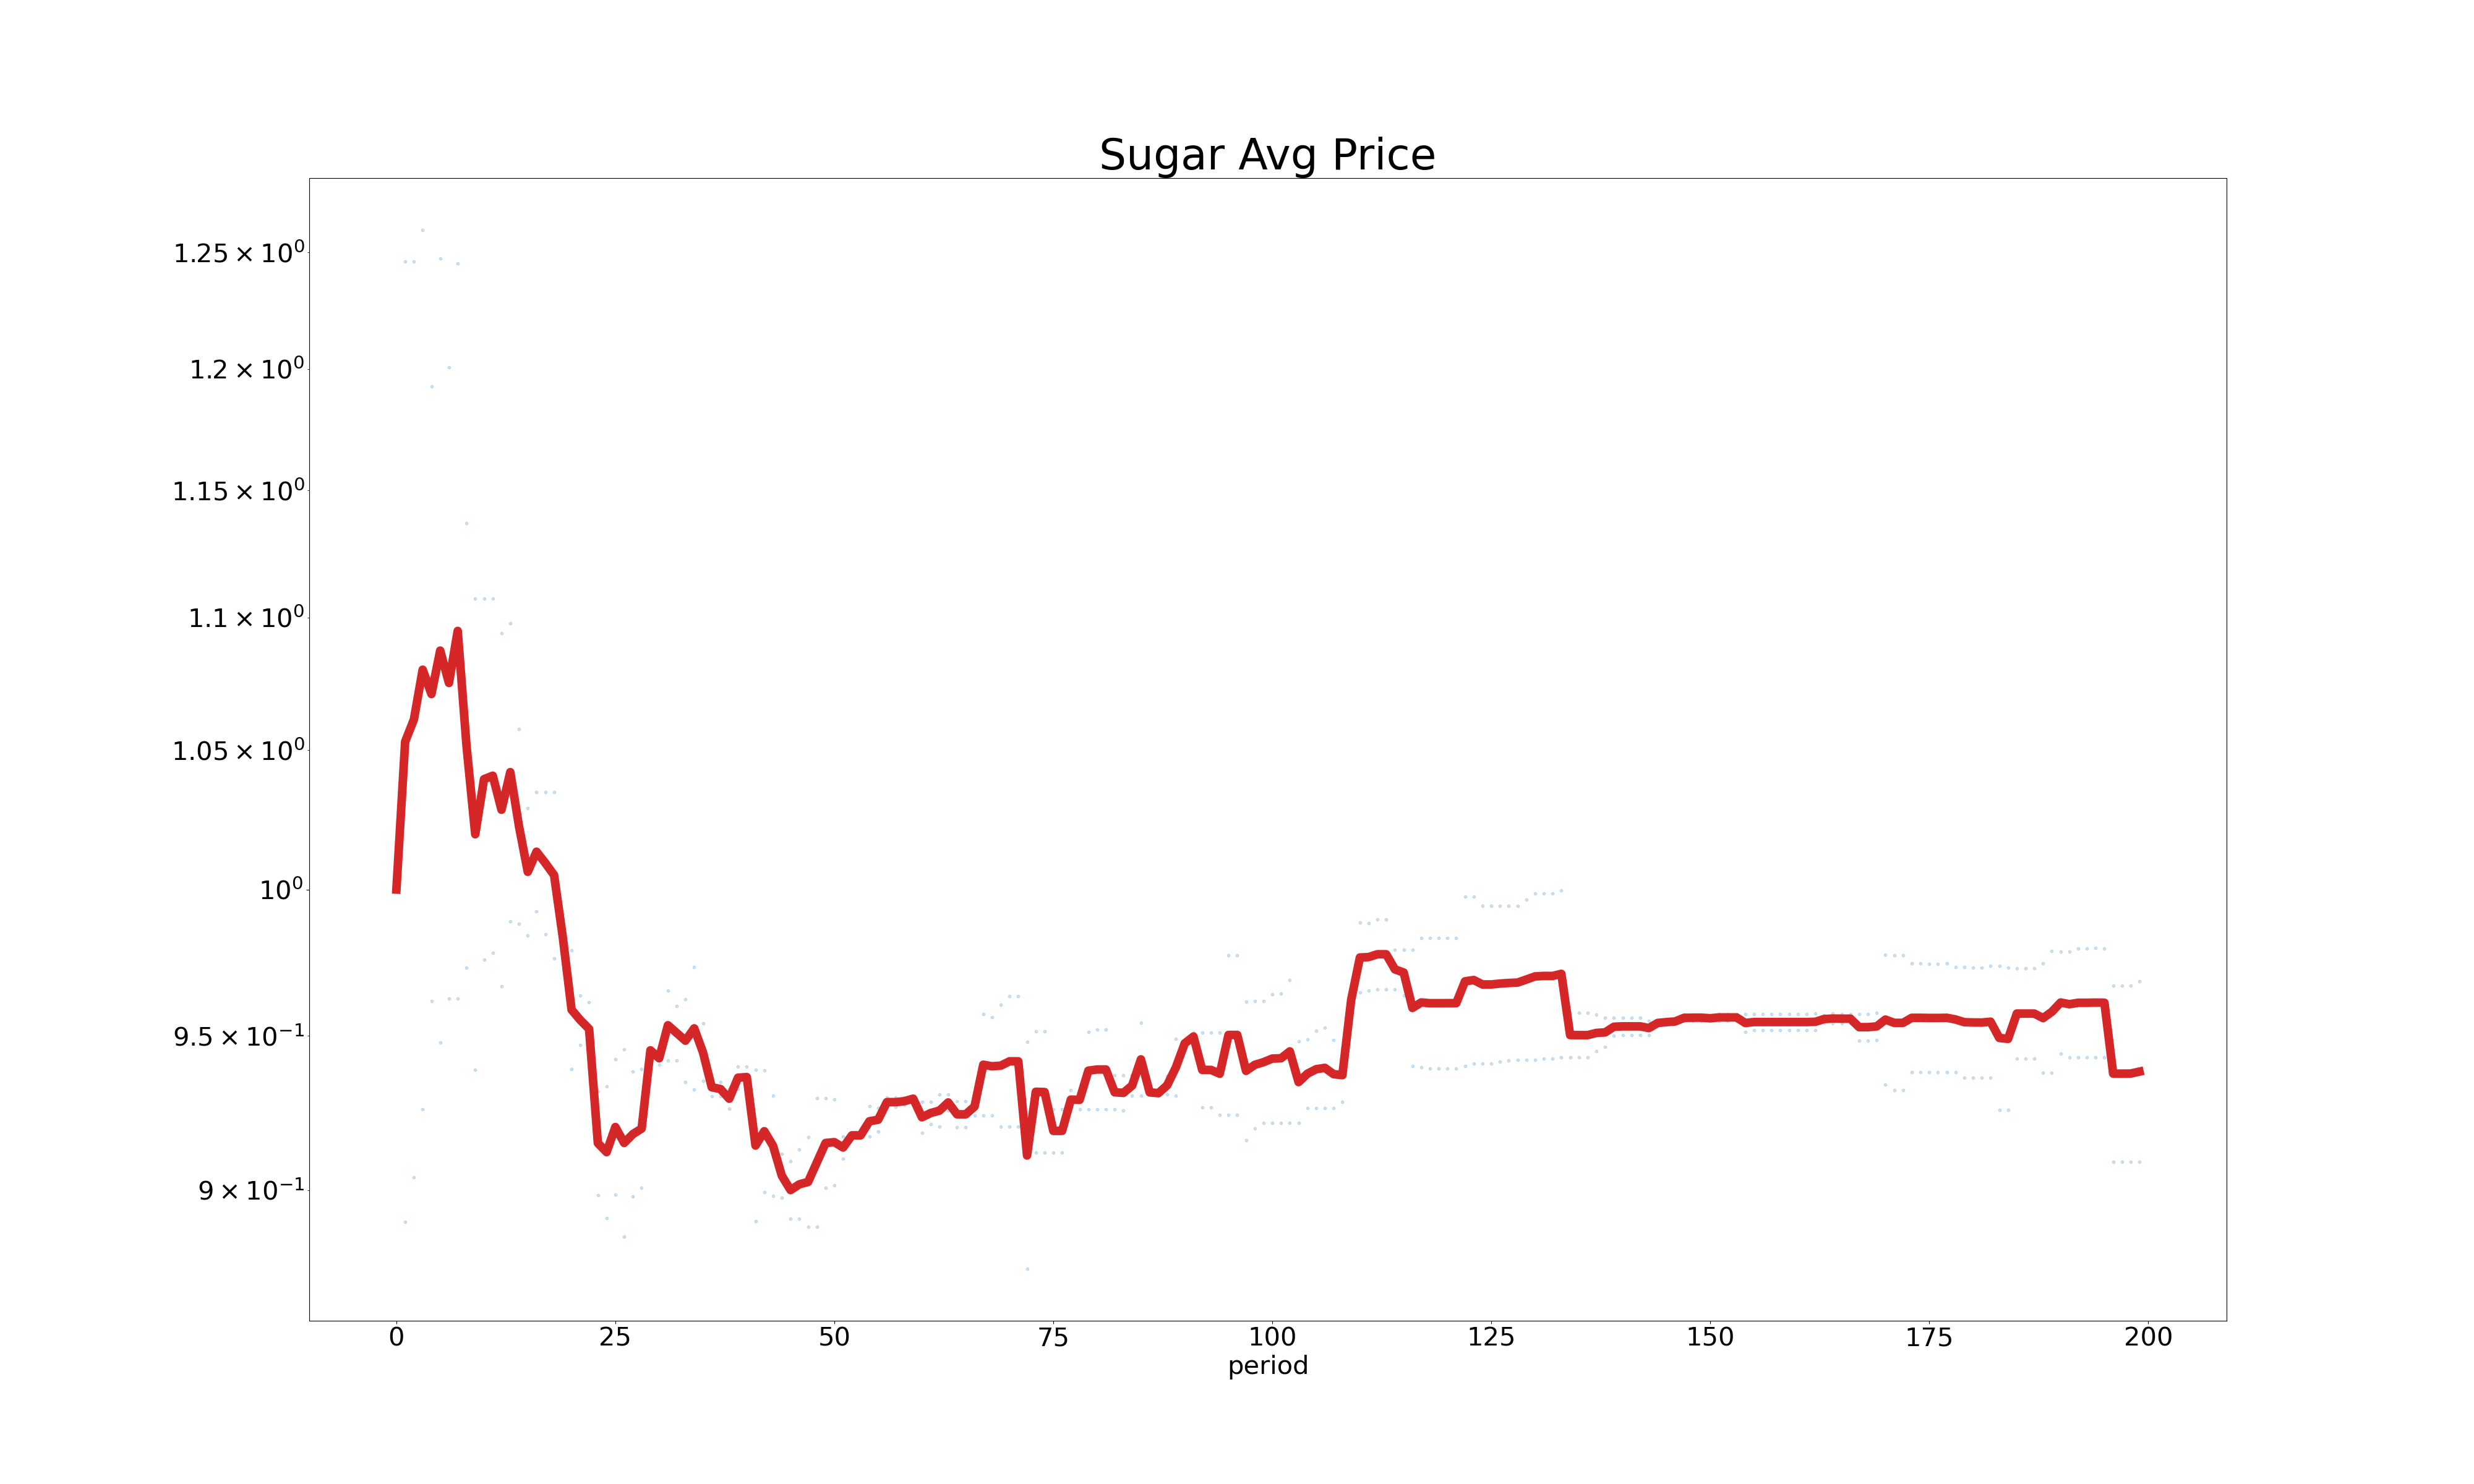 Sugar Avg Price
1.25 × 10⁰
1.2 × 10⁰
1.15 × 10⁰
1.1 × 10⁰
1.05 × 10⁰
10⁰
9.5 × 10⁻¹
9 × 10⁻¹
0 25 50 75 100 125 150 175 200
period